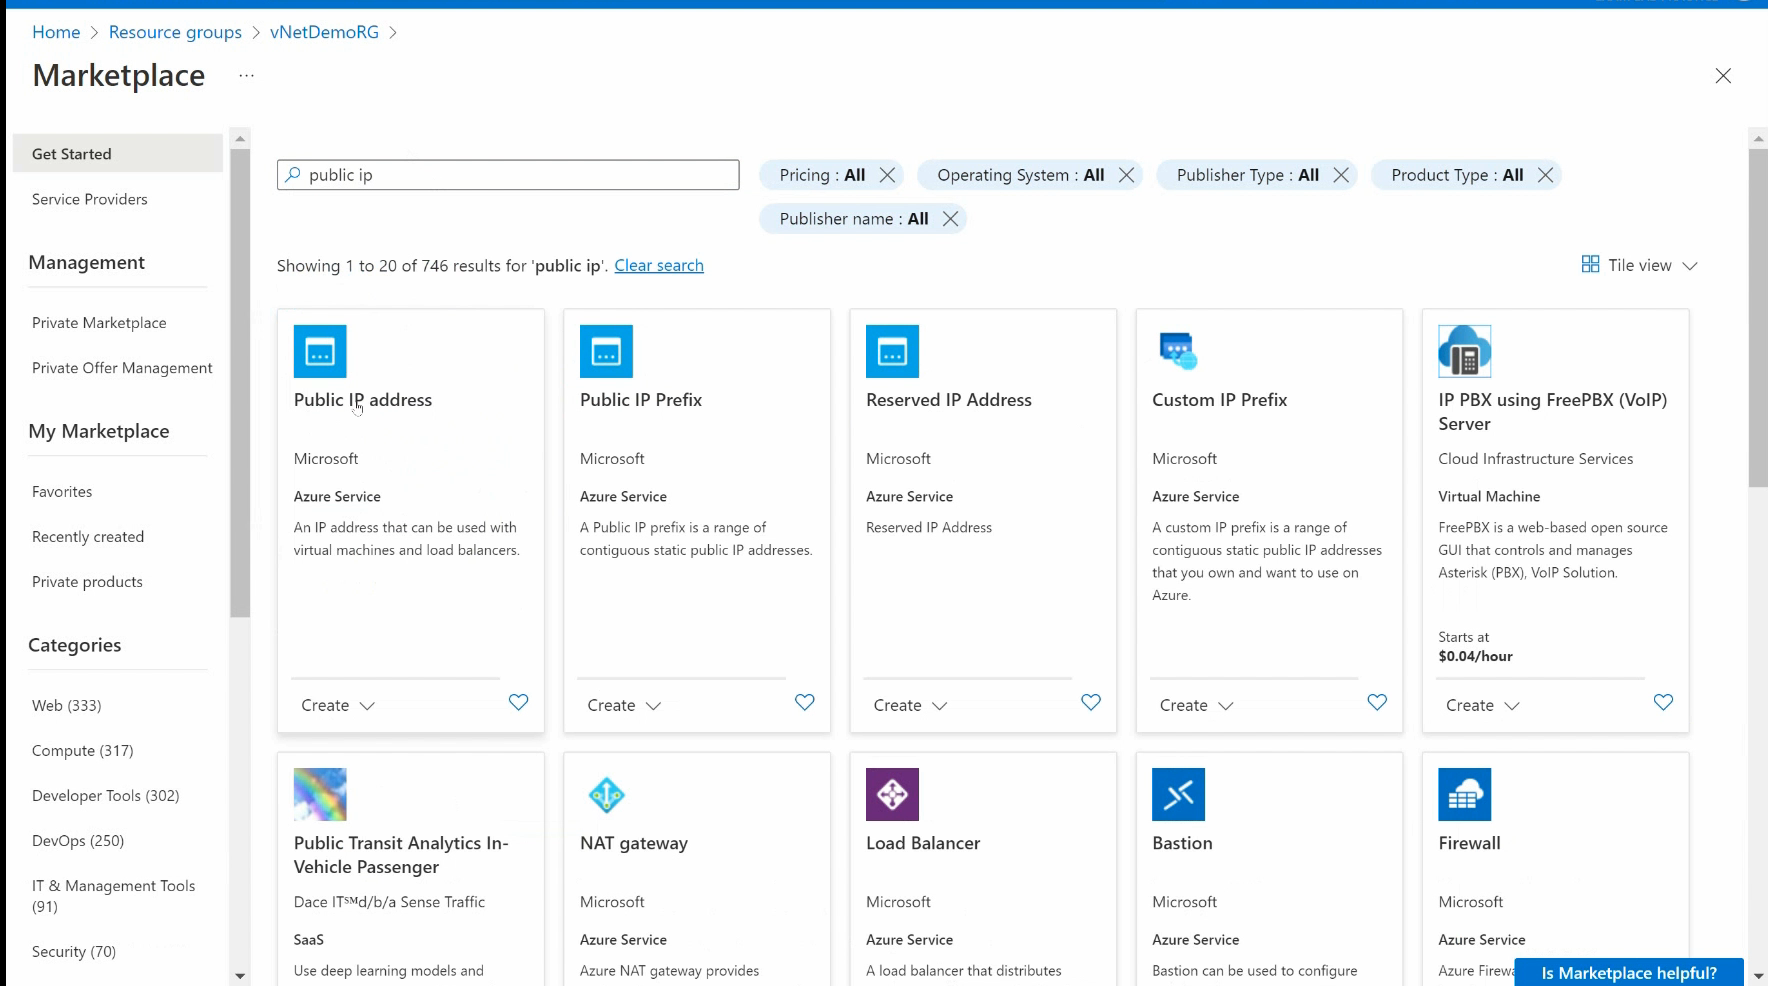 Home > Resource groups > vNetDemoRG >
Marketplace ...
Get Started
Service Providers
Management
Private Marketplace
Private Offer Management
My Marketplace
Favorites
Recently created
Private products
Categories
Web (333)
Compute (317)
Developer Tools (302)
DevOps (250)
IT & Management Tools
(91)
Security (70)
public ip
Pricing : All
Operating System : All
Publisher Type : All
Product Type : All
Publisher name : All
Showing 1 to 20 of 746 results for 'public ip'. Clear search
Tile view
Public IP address
Microsoft
Azure Service
An IP address that can be used with
virtual machines and load balancers.
Create
Public IP Prefix
Microsoft
Azure Service
A Public IP prefix is a range of
contiguous static public IP addresses.
Create
Reserved IP Address
Microsoft
Azure Service
Reserved IP Address
Create
Custom IP Prefix
Microsoft
Azure Service
A custom IP prefix is a range of
contiguous static public IP addresses
that you own and want to use on
Azure.
Create
IP PBX using FreePBX (VoIP)
Server
Cloud Infrastructure Services
Virtual Machine
FreePBX is a web-based open source
GUI that controls and manages
Asterisk (PBX), VoIP Solution.
Starts at
$0.04/hour
Create
Public Transit Analytics In-
Vehicle Passenger
Dace IT℠d/b/a Sense Traffic
SaaS
Use deep learning models and
NAT gateway
Microsoft
Azure Service
Azure NAT gateway provides
Load Balancer
Microsoft
Azure Service
A load balancer that distributes
Bastion
Microsoft
Azure Service
Bastion can be used to configure
Firewall
Microsoft
Azure Service
Azure
Is Marketplace helpful?